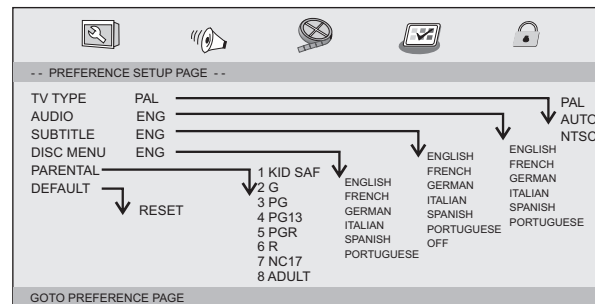 - - PREFERENCE SETUP PAGE - -
TV TYPE PAL
AUDIO ENG
SUBTITLE ENG
DISC MENU ENG
PARENTAL
DEFAULT
RESET
1 KID SAF
2 G
3 PG
4 PG13
5 PGR
6 R
7 NC17
8 ADULT
ENGLISH
FRENCH
GERMAN
ITALIAN
SPANISH
PORTUGUESE
ENGLISH
FRENCH
GERMAN
ITALIAN
SPANISH
PORTUGUESE
OFF
ENGLISH
FRENCH
GERMAN
ITALIAN
SPANISH
PORTUGUESE
PAL
AUTO
NTSC
GOTO PREFERENCE PAGE